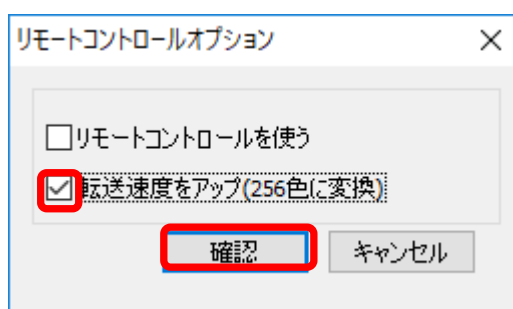 リモートコントロールオプション
リモートコントロールを使う
転送速度をアップ(256色に変換)
確認
キャンセル